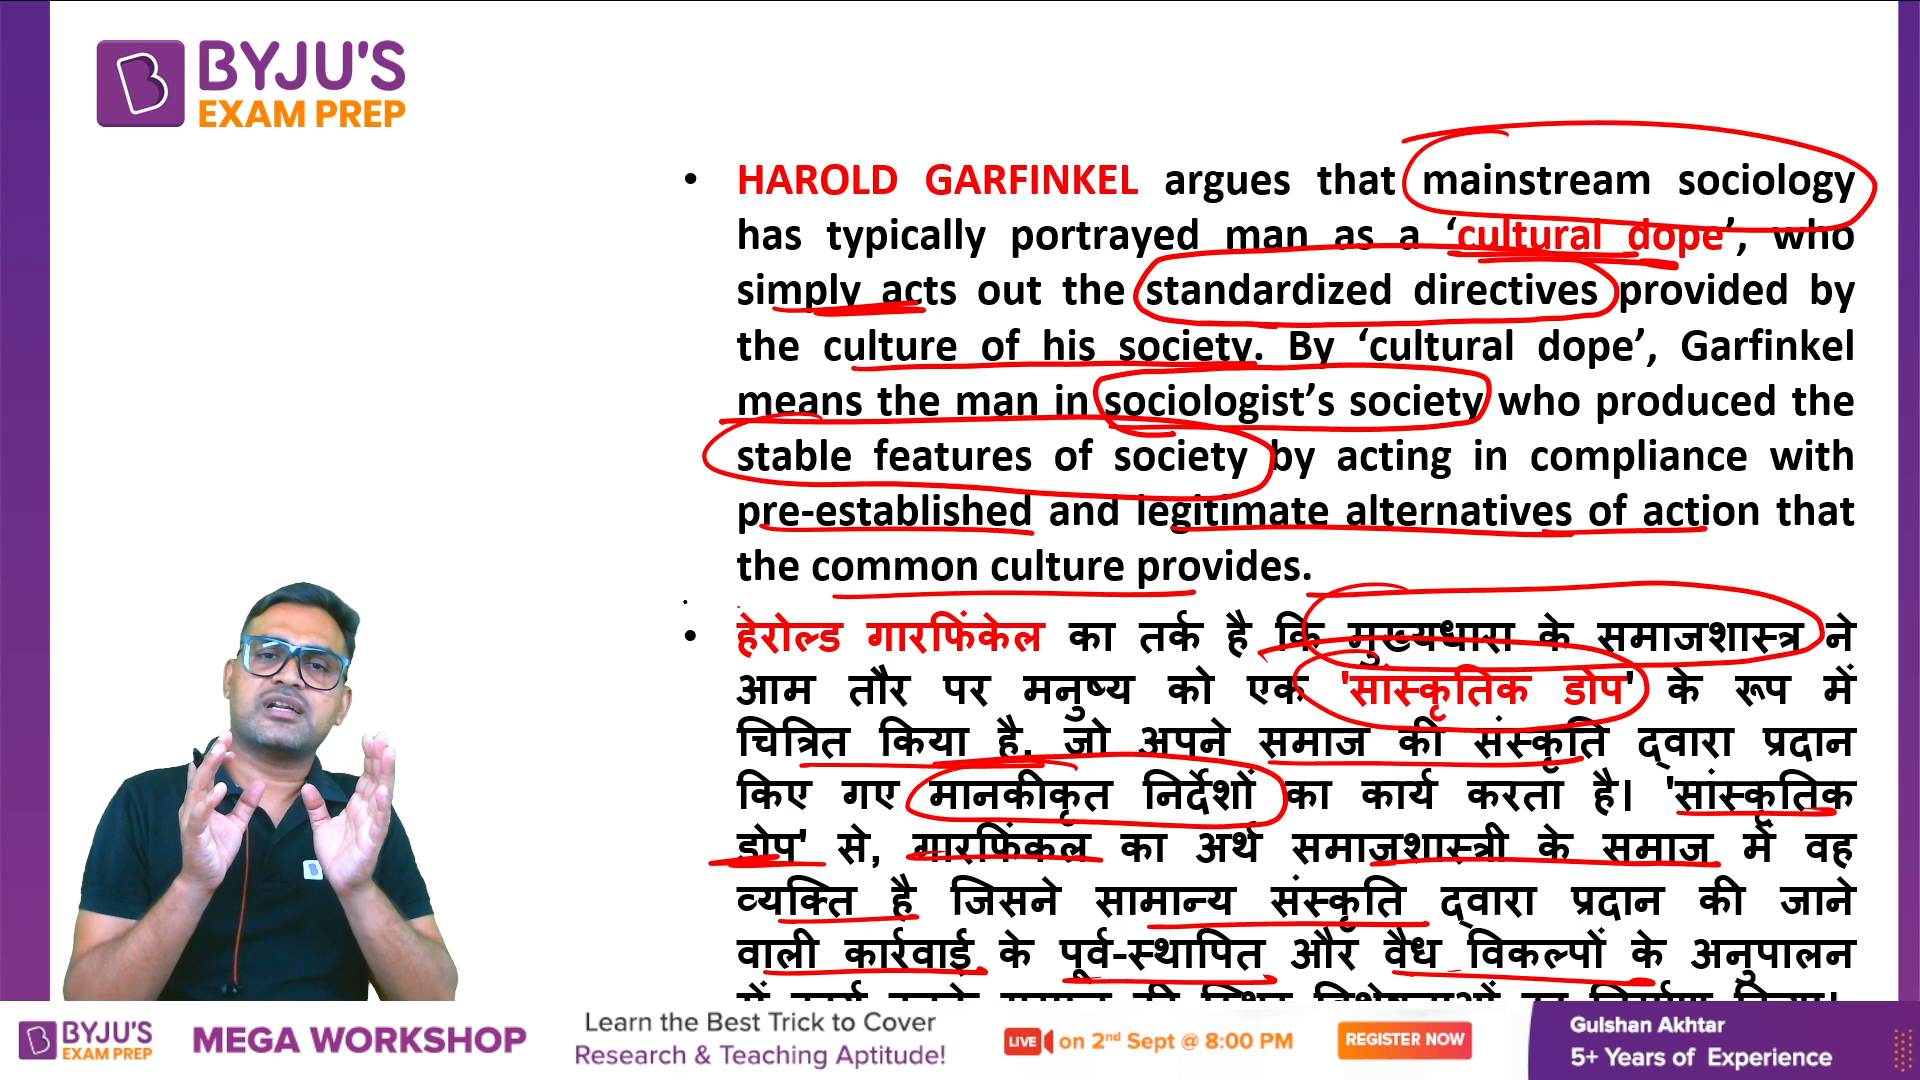 BYJU'S
EXAM PREP
• HAROLD GARFINKEL argues that mainstream sociology
has typically portrayed man as a ‘cultural dope’, who
simply acts out the standardized directives provided by
the culture of his society. By ‘cultural dope’, Garfinkel
means the man in sociologist’s society who produced the
stable features of society by acting in compliance with
pre-established and legitimate alternatives of action that
the common culture provides.
• हेरोल्ड गारफिंकेल का तर्क है कि मुख्यधारा के समाजशास्त्र ने
आम तौर पर मनुष्य को एक 'सांस्कृतिक डोप' के रूप में
चित्रित किया है, जो अपने समाज की संस्कृति द्वारा प्रदान
किए गए मानकीकृत निर्देशों का कार्य करता है। 'सांस्कृतिक
डोप' से, गारफिंकल का अर्थ समाजशास्त्री के समाज में वह
व्यक्ति है जिसने सामान्य संस्कृति द्वारा प्रदान की जाने
वाली कार्रवाई के पूर्व-स्थापित और वैध विकल्पों के अनुपालन
BYJU'S
EXAM PREP
MEGA WORKSHOP
Learn the Best Trick to Cover
Research & Teaching Aptitude!
LIVE on 2nd Sept @ 8:00 PM
REGISTER NOW
Gulshan Akhtar
5+ Years of Experience